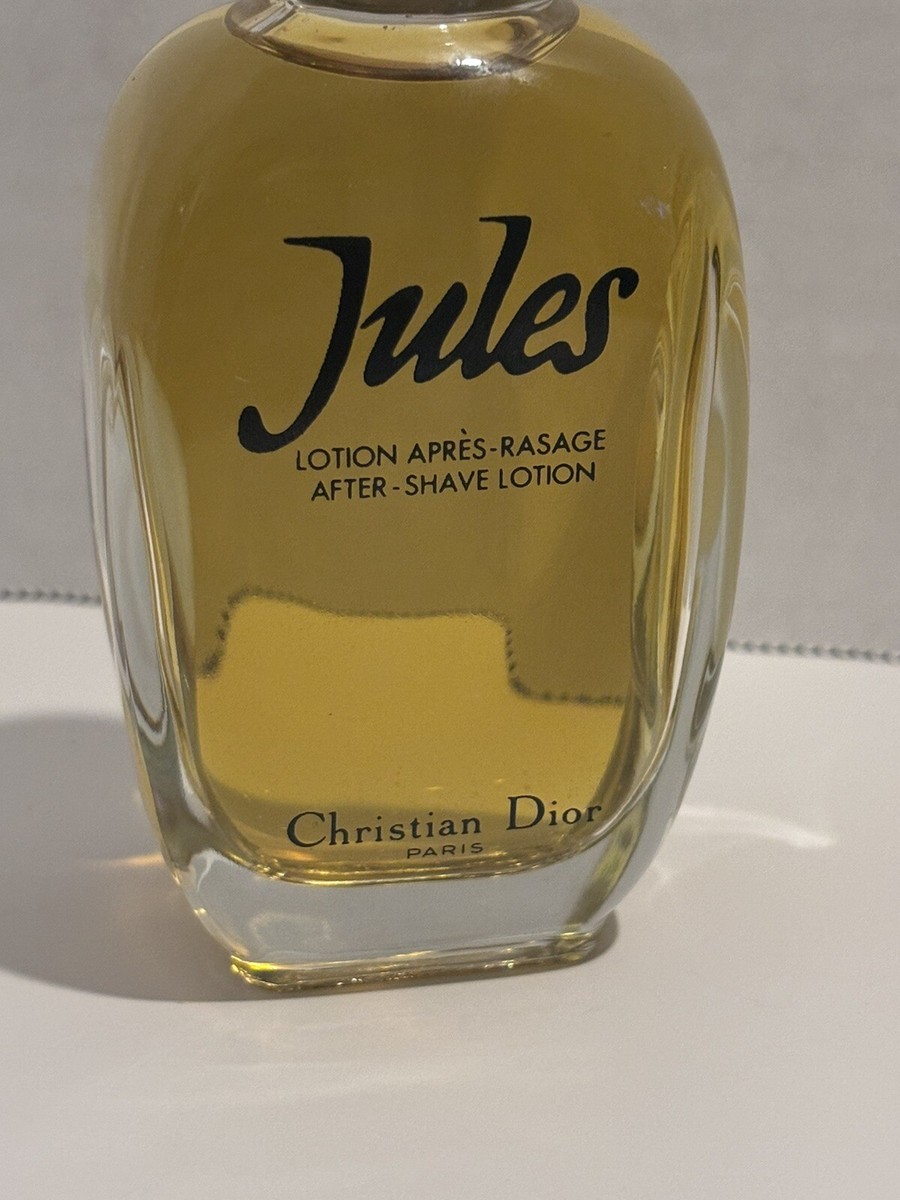 Jules
LOTION APRÈS-RASAGE
AFTER-SHAVE LOTION
Christian Dior
PARIS